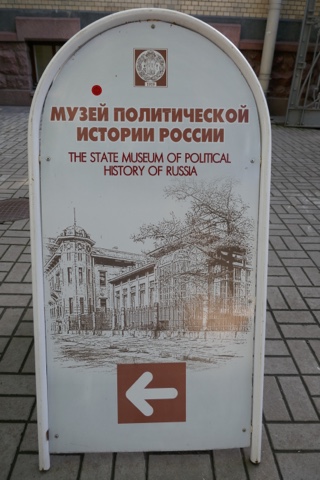 МУЗЕЙ ПОЛИТИЧЕСКОЙ
ИСТОРИИ РОССИИ
THE STATE MUSEUM OF POLITICAL
HISTORY OF RUSSIA